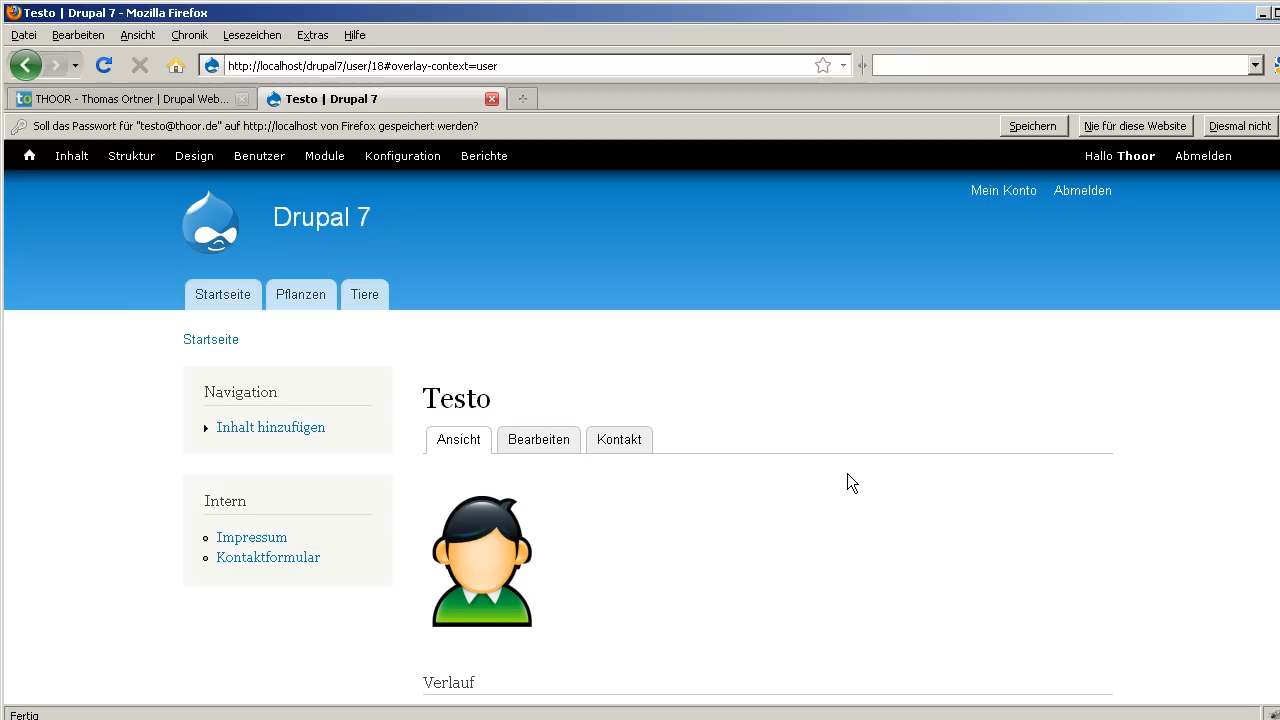 Testo | Drupal 7 - Mozilla Firefox
Datei Bearbeiten Ansicht Chronik Lesezeichen Extras Hilfe
http://localhost/drupal7/user/18#overlay-context=user
THOOR - Thomas Ortner | Drupal Web... Testo | Drupal 7
Soll das Passwort für "testo@thoor.de" auf http://localhost von Firefox gespeichert werden? Speichern Nie für diese Website Diesmal nicht
Inhalt Struktur Design Benutzer Module Konfiguration Berichte Hallo Thoor Abmelden
Mein Konto Abmelden
Drupal 7
Startseite Pflanzen Tiere
Startseite
Navigation
Inhalt hinzufügen
Intern
Impressum
Kontaktformular
Testo
Ansicht Bearbeiten Kontakt
Verlauf
Fertig